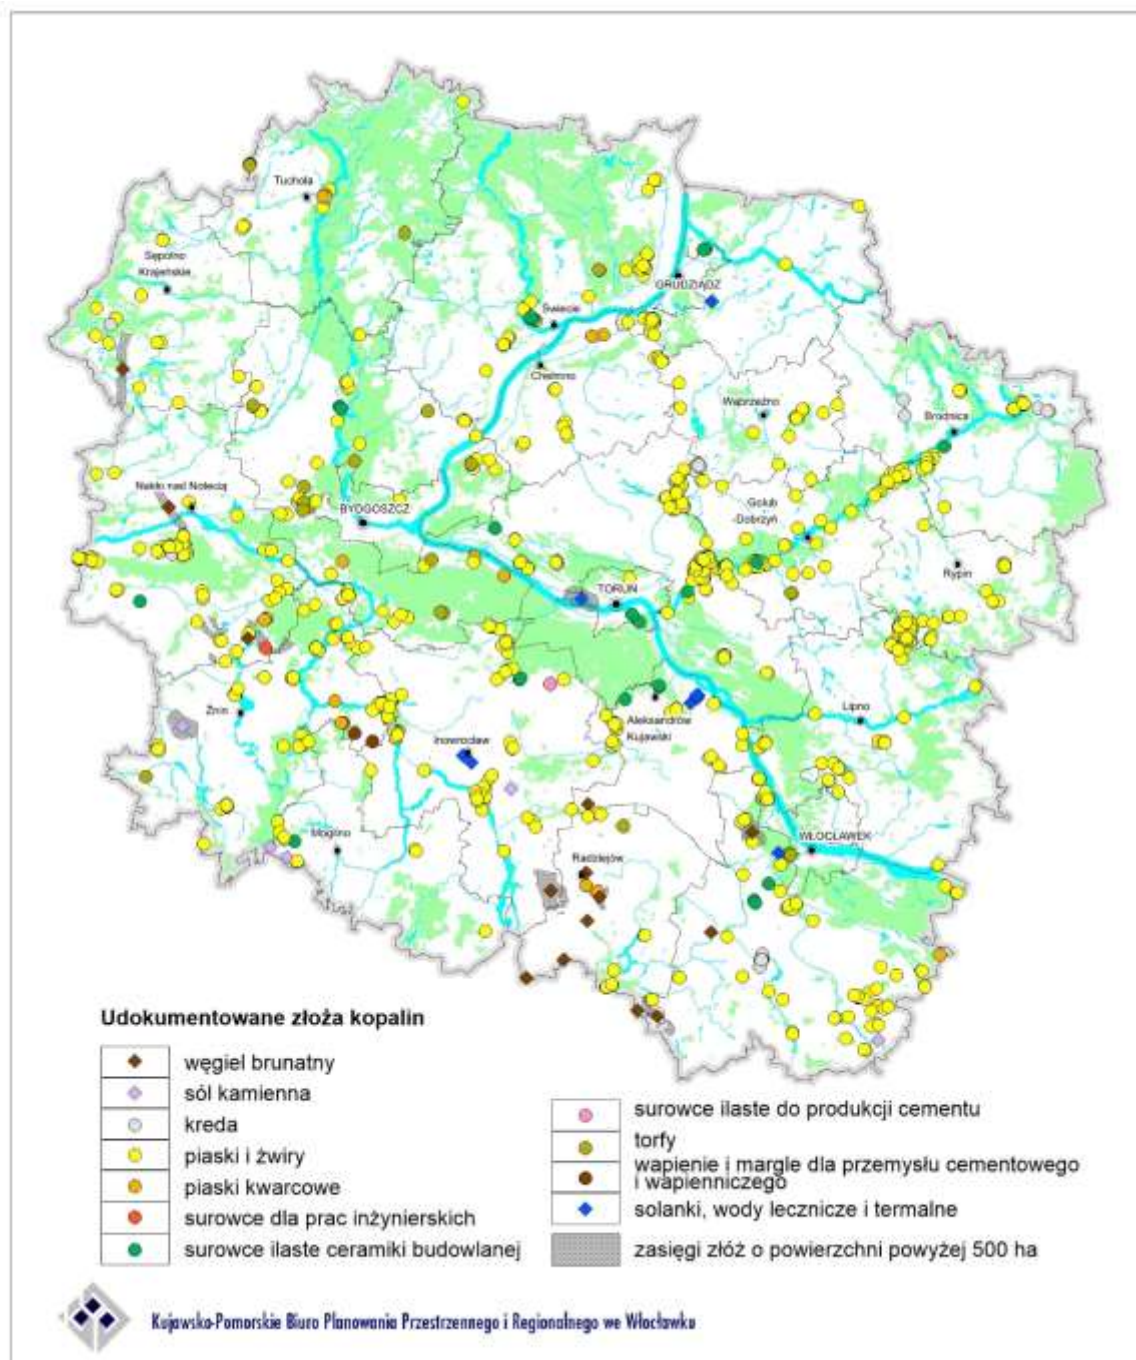 Tuchola
Sępólno
Krajeńskie
GRUDZIĄDZ
Świecie
Chełmno
Wąbrzeźno
Brodnica
Nakło nad Notecią
BYDGOSZCZ
Golub
-Dobrzyń
Rypin
TORUŃ
Żnin
Aleksandrów
Kujawski
Lipno
Inowrocław
Mogilno
WŁOCŁAWEK
Radziejów
Udokumentowane złoża kopalin
węgiel brunatny
sól kamienna
kreda
piaski i żwiry
piaski kwarcowe
surowce dla prac inżynierskich
surowce ilaste ceramiki budowlanej
surowce ilaste do produkcji cementu
torfy
wapienie i margle dla przemysłu cementowego
i wapienniczego
solanki, wody lecznicze i termalne
zasięgi złóż o powierzchni powyżej 500 ha
Kujawsko-Pomorskie Biuro Planowania Przestrzennego i Regionalnego we Włocławku